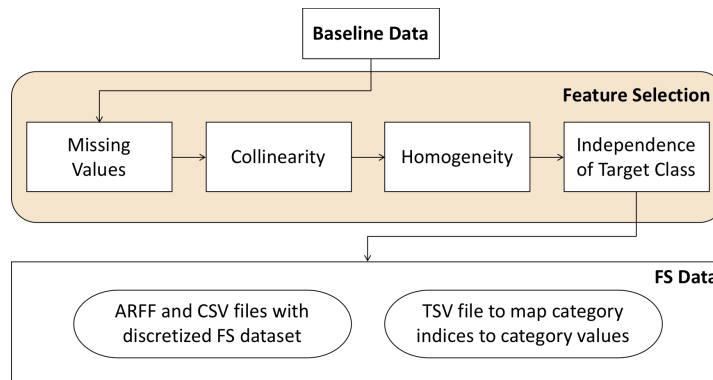 Baseline Data
Feature Selection
Missing
Values
Collinearity
Homogeneity
Independence
of Target Class
FS Data
ARFF and CSV files with
discretized FS dataset
TSV file to map category
indices to category values